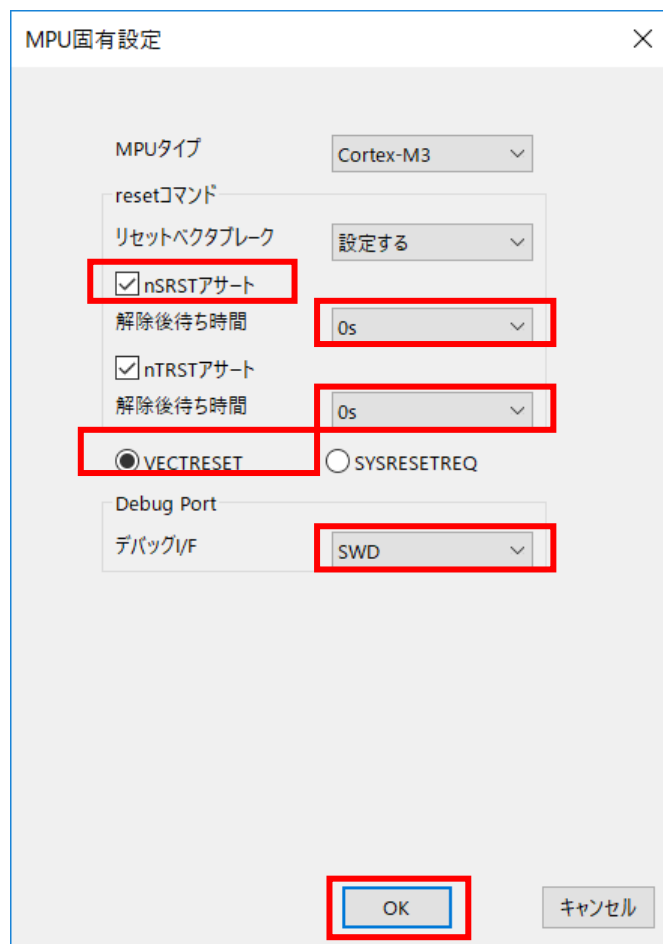 MPU固有設定
MPUタイプ Cortex-M3
resetコマンド
リセットベクタブレーク 設定する
nSRSTアサート
解除後待ち時間 0s
nTRSTアサート
解除後待ち時間 0s
VECTRESET SYSRESETREQ
Debug Port
デバッグI/F SWD
OK キャンセル